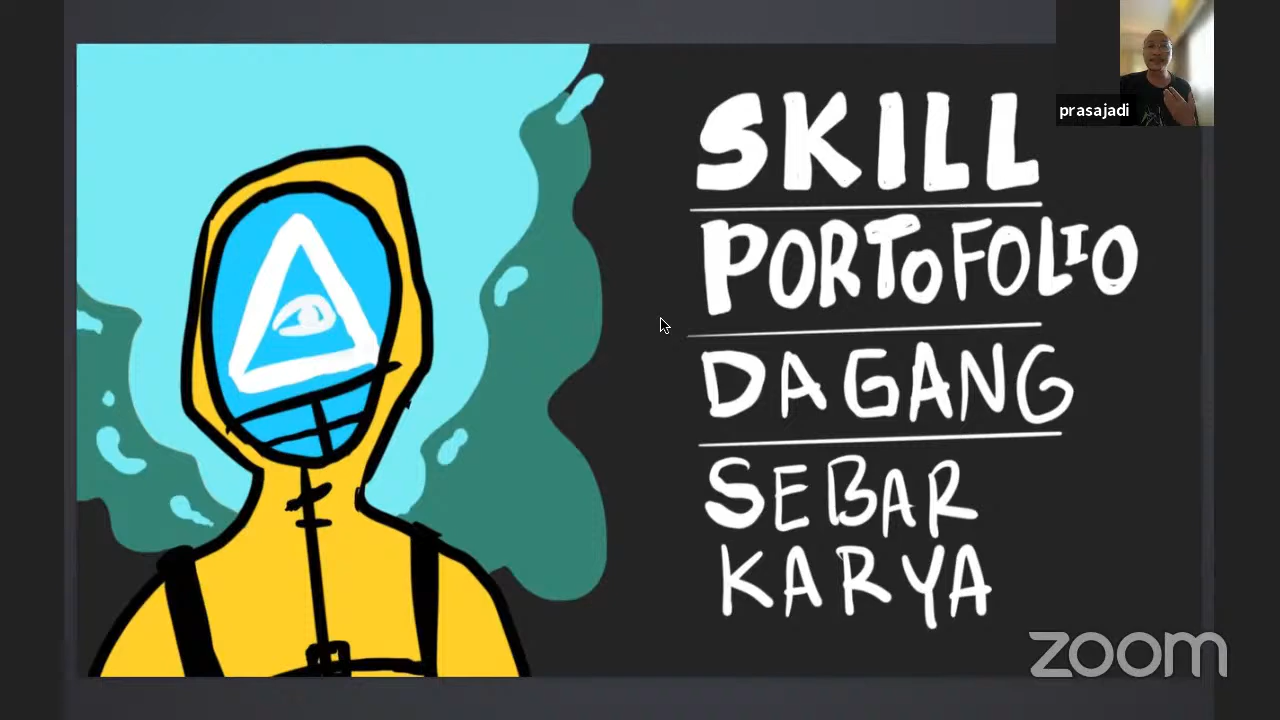 SKILL
PORTOFOLIO
DAGANG
SEBAR
KARYA
prasajadi
zoom